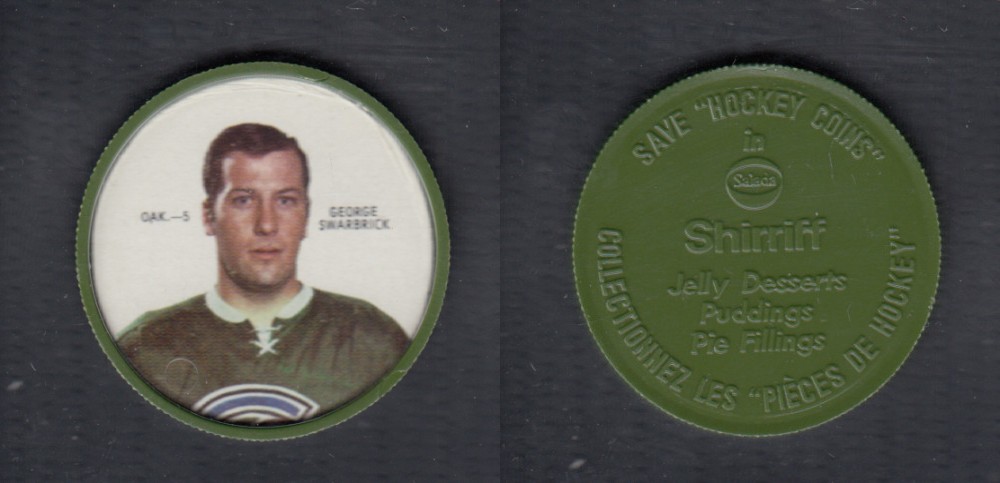 OAK.—5
GEORGE
SWARBRICK
SAVE "HOCKEY COINS"
in
Salada
Shirriff
Jelly Desserts
Puddings
Pie Fillings
COLLECTIONNEZ LES "PIÈCES DE HOCKEY"